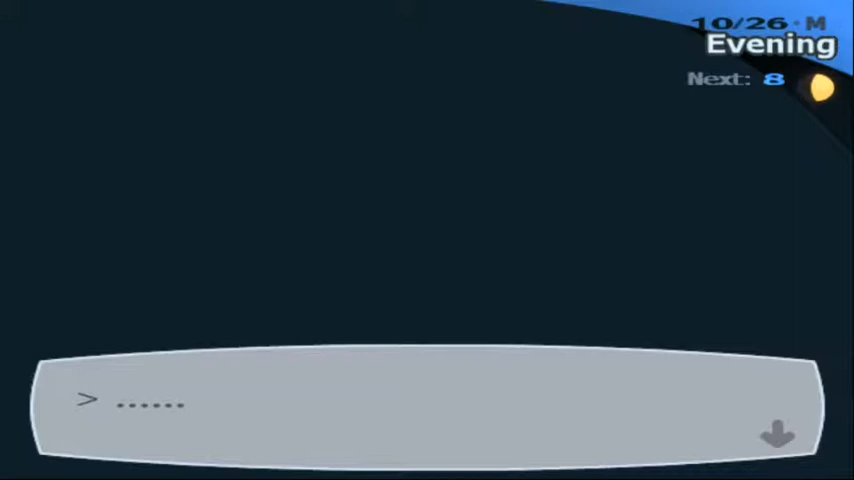 10/26·M
Evening
Next: 8
> ......